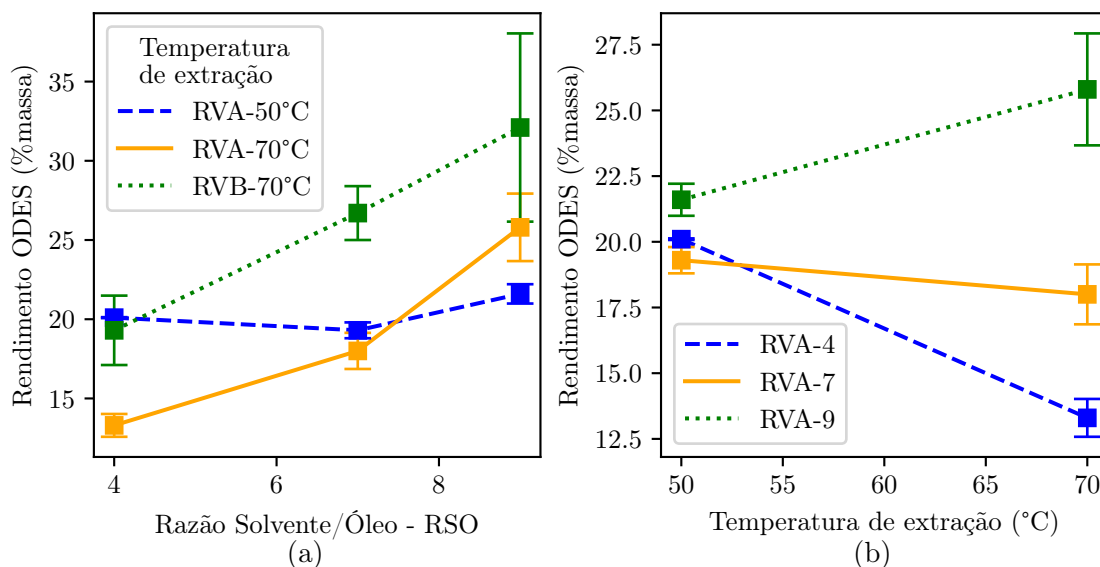 Rendimento ODES (%massa)
35
30
25
20
15
4
6
8
Razão Solvente/Óleo - RSO
(a)
Temperatura
de extração
RVA-50°C
RVA-70°C
RVB-70°C
Rendimento ODES (%massa)
27.5
25.0
22.5
20.0
17.5
15.0
12.5
50
55
60
65
70
Temperatura de extração (°C)
(b)
RVA-4
RVA-7
RVA-9